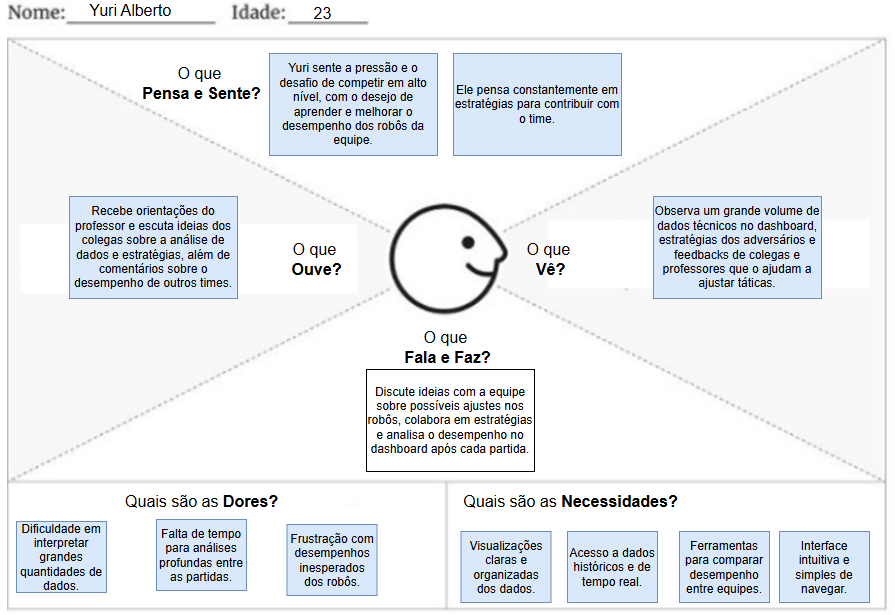 Nome: Yuri Alberto Idade: 23
O que
Pensa e Sente?
Yuri sente a pressão e o
desafio de competir em alto
nível, com o desejo de
aprender e melhorar o
desempenho dos robôs da
equipe.
Ele pensa constantemente em
estratégias para contribuir com
o time.
Recebe orientações do
professor e escuta ideias dos
colegas sobre a análise de
dados e estratégias, além de
comentários sobre o
desempenho de outros times.
O que
Ouve?
O que
Vê?
Observa um grande volume de
dados técnicos no dashboard,
estratégias dos adversários e
feedbacks de colegas e
professores que o ajudam a
ajustar táticas.
O que
Fala e Faz?
Discute ideias com a equipe
sobre possíveis ajustes nos
robôs, colabora em estratégias
e analisa o desempenho no
dashboard após cada partida.
Quais são as Dores?
Dificuldade em
interpretar
grandes
quantidades de
dados.
Falta de tempo
para análises
profundas entre
as partidas.
Frustração com
desempenhos
inesperados
dos robôs.
Quais são as Necessidades?
Visualizações
claras e
organizadas
dos dados.
Acesso a dados
históricos e de
tempo real.
Ferramentas
para comparar
desempenho
entre equipes.
Interface
intuitiva e
simples de
navegar.